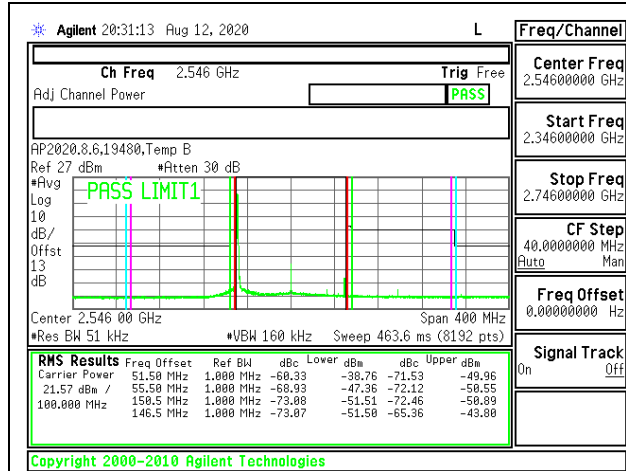 Agilent 20:31:13 Aug 12, 2020 L
Freq/Channel
Ch Freq 2.546 GHz Trig Free
Adj Channel Power PASS
Center Freq
2.54600000 GHz
Start Freq
2.34600000 GHz
AP2020.8.6,19480,Temp B
Ref 27 dBm #Atten 30 dB
#Avg
Log
10
dB/
Offst
13
dB
PASS LIMIT1
Stop Freq
2.74600000 GHz
CF Step
40.0000000 MHz
Auto Man
Freq Offset
0.00000000 Hz
Center 2.546 00 GHz Span 400 MHz
#Res BW 51 kHz #VBW 160 kHz Sweep 463.6 ms (8192 pts)
Signal Track
On Off
RMS Results Freq Offset Ref BW dBc Lower dBm dBc Upper dBm
Carrier Power 51.50 MHz 1.000 MHz -60.33 -38.76 -71.53 -49.96
21.57 dBm / 55.50 MHz 1.000 MHz -68.93 -47.36 -72.12 -50.55
100.000 MHz 150.5 MHz 1.000 MHz -73.08 -51.51 -72.46 -50.89
146.5 MHz 1.000 MHz -73.07 -51.50 -65.36 -43.80
Copyright 2000-2010 Agilent Technologies